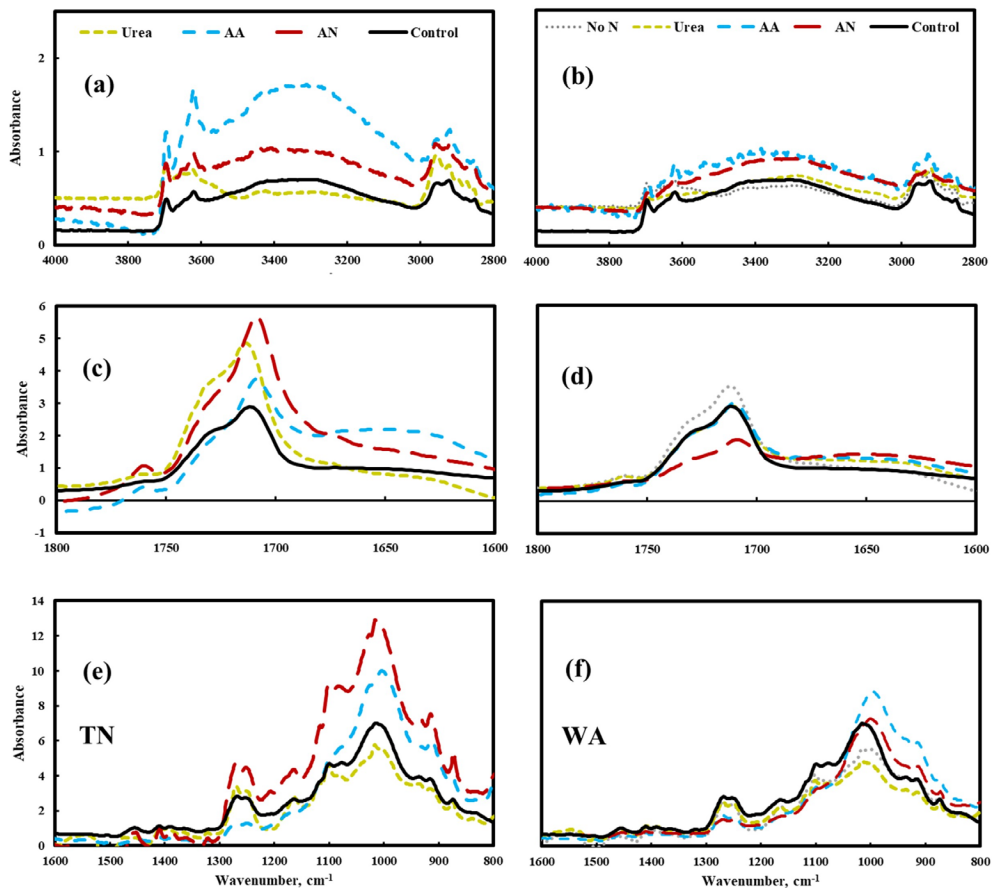 Urea AA AN Control
No N Urea AA AN Control
2
1
0
Absorbance
(a)
(b)
4000 3800 3600 3400 3200 3000 2800
4000 3800 3600 3400 3200 3000 2800
6
5
4
3
2
1
0
-1
Absorbance
(c)
(d)
1800 1750 1700 1650 1600
1800 1750 1700 1650 1600
14
12
10
8
6
4
2
0
Absorbance
(e)
(f)
TN
WA
1600 1400 1300 1200 1100 1000 900 800
1600 1400 1300 1200 1100 1000 900 800
Wavenumber, cm-1
Wavenumber, cm-1